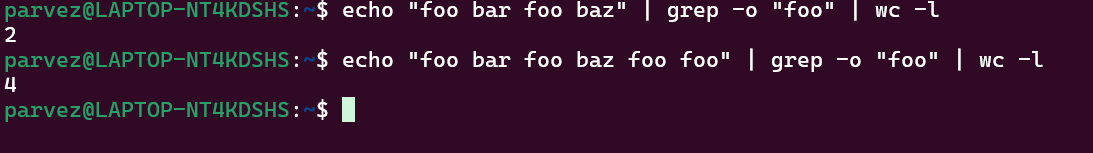 parvez@LAPTOP-NT4KDSHS:~$ echo "foo bar foo baz" | grep -o "foo" | wc -l
2
parvez@LAPTOP-NT4KDSHS:~$ echo "foo bar foo baz foo foo" | grep -o "foo" | wc -l
4
parvez@LAPTOP-NT4KDSHS:~$